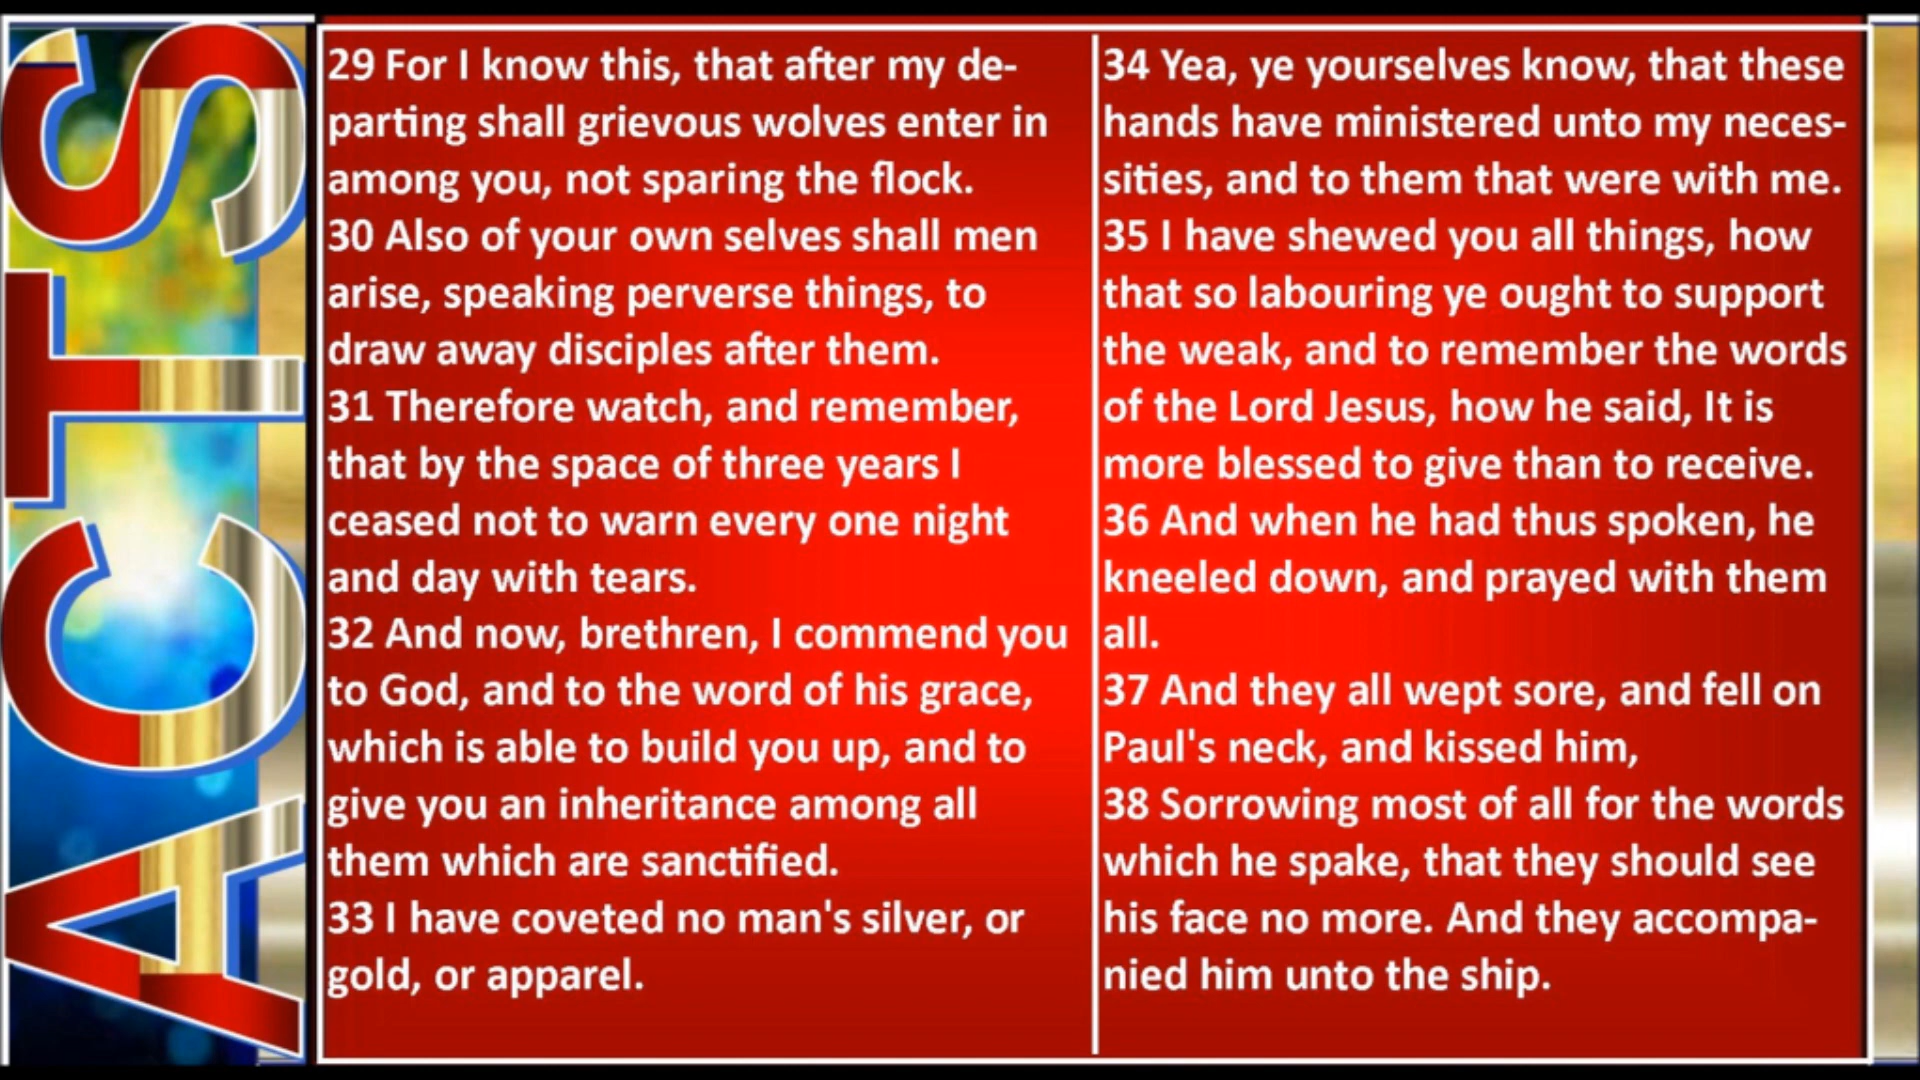 ACTS
29 For I know this, that after my de-
parting shall grievous wolves enter in
among you, not sparing the flock.
30 Also of your own selves shall men
arise, speaking perverse things, to
draw away disciples after them.
31 Therefore watch, and remember,
that by the space of three years I
ceased not to warn every one night
and day with tears.
32 And now, brethren, I commend you
to God, and to the word of his grace,
which is able to build you up, and to
give you an inheritance among all
them which are sanctified.
33 I have coveted no man's silver, or
gold, or apparel.
34 Yea, ye yourselves know, that these
hands have ministered unto my neces-
sities, and to them that were with me.
35 I have shewed you all things, how
that so labouring ye ought to support
the weak, and to remember the words
of the Lord Jesus, how he said, It is
more blessed to give than to receive.
36 And when he had thus spoken, he
kneeled down, and prayed with them
all.
37 And they all wept sore, and fell on
Paul's neck, and kissed him,
38 Sorrowing most of all for the words
which he spake, that they should see
his face no more. And they accompa-
nied him unto the ship.